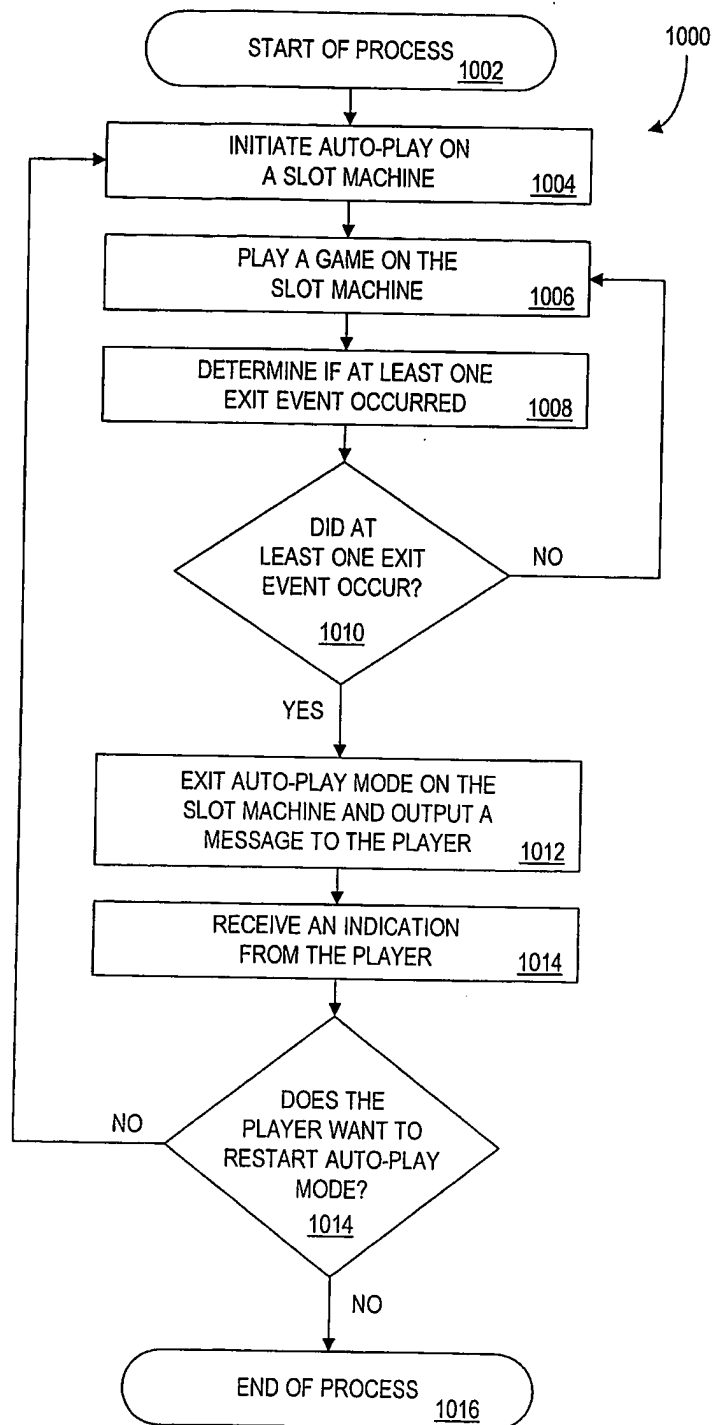 START OF PROCESS
1002
1000
INITIATE AUTO-PLAY ON
A SLOT MACHINE
1004
PLAY A GAME ON THE
SLOT MACHINE
1006
DETERMINE IF AT LEAST ONE
EXIT EVENT OCCURRED
1008
DID AT
LEAST ONE EXIT
EVENT OCCUR?
1010
NO
YES
EXIT AUTO-PLAY MODE ON THE
SLOT MACHINE AND OUTPUT A
MESSAGE TO THE PLAYER
1012
RECEIVE AN INDICATION
FROM THE PLAYER
1014
NO
DOES THE
PLAYER WANT TO
RESTART AUTO-PLAY
MODE?
1014
NO
END OF PROCESS
1016